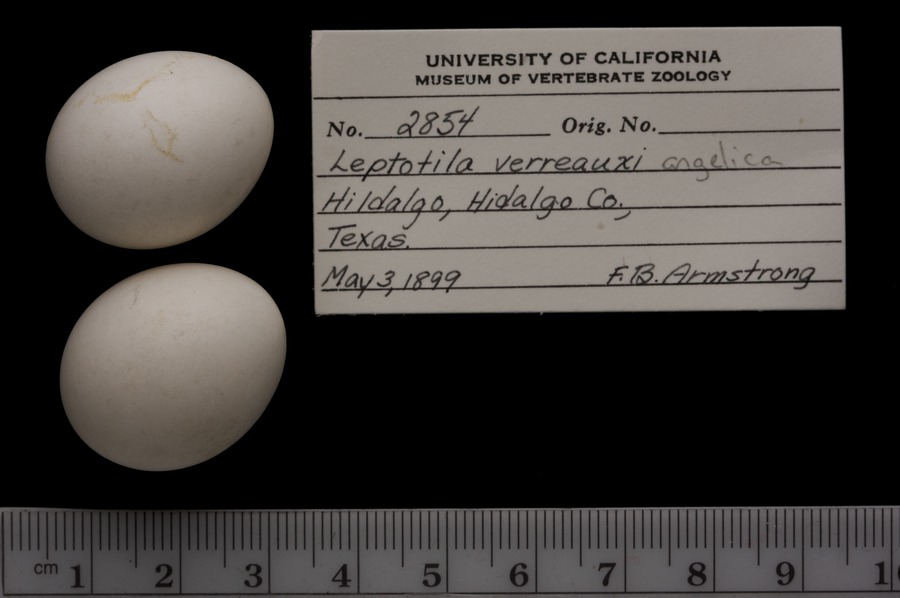 UNIVERSITY OF CALIFORNIA
MUSEUM OF VERTEBRATE ZOOLOGY
No. 2854 Orig. No.
Leptotila verreauxi angelica
Hildalgo, Hidalgo Co.,
Texas.
May 3, 1899 F.B. Armstrong
cm 1 2 3 4 5 6 7 8 9 10